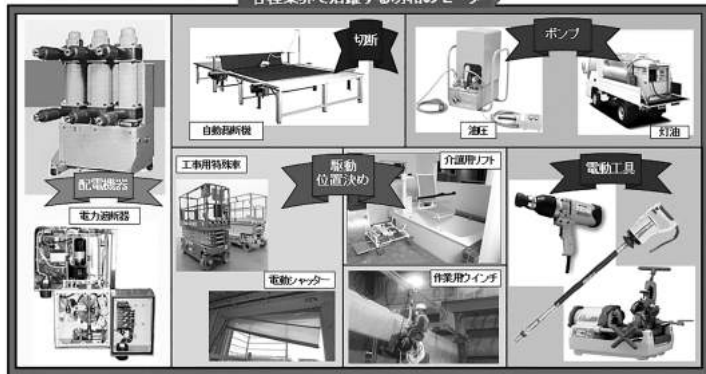 配電機器
電力遮断器
切断
自動裁断機
ポンプ
油圧
灯油
駆動
位置決め
工事用特殊車
電動シャッター
介護用リフト
作業用ウインチ
電動工具